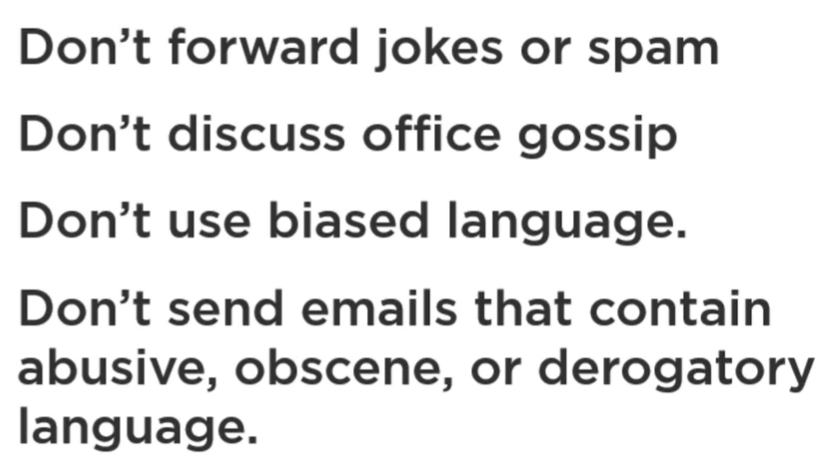 Don’t forward jokes or spam
Don’t discuss office gossip
Don’t use biased language.
Don’t send emails that contain
abusive, obscene, or derogatory
language.